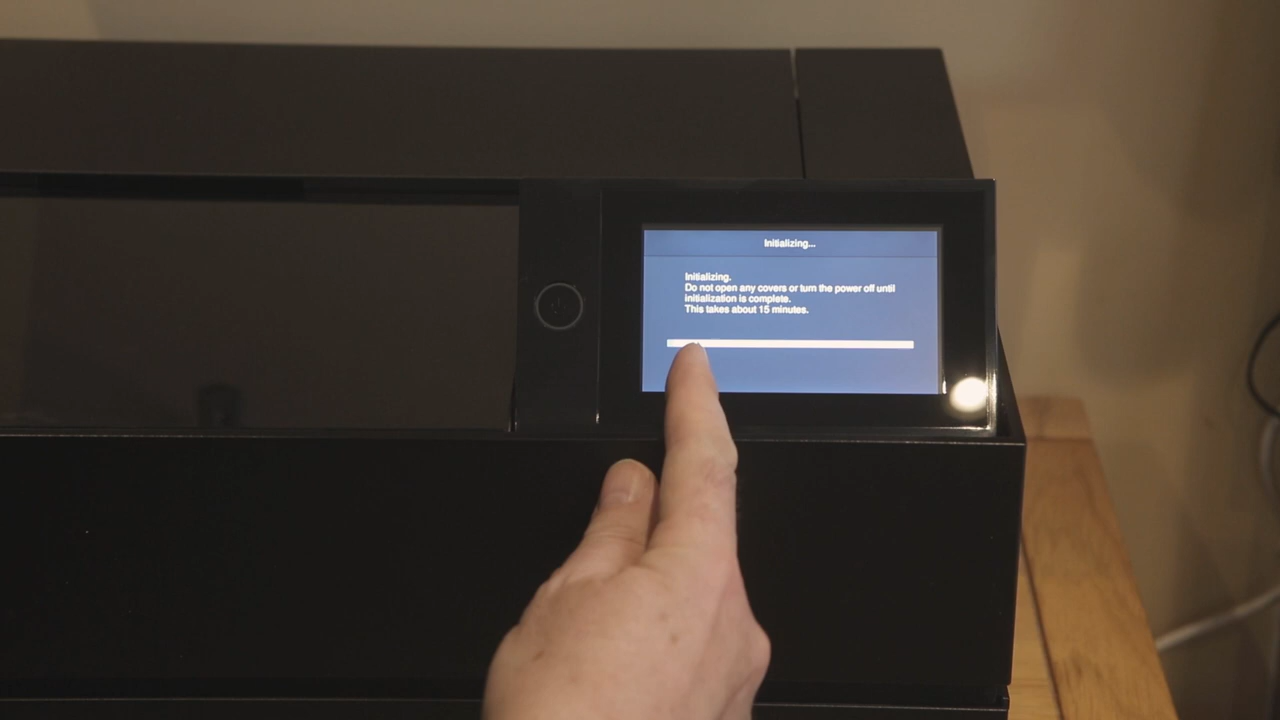 Initializing...
Initializing.
Do not open any covers or turn the power off until
initialization is complete.
This takes about 15 minutes.